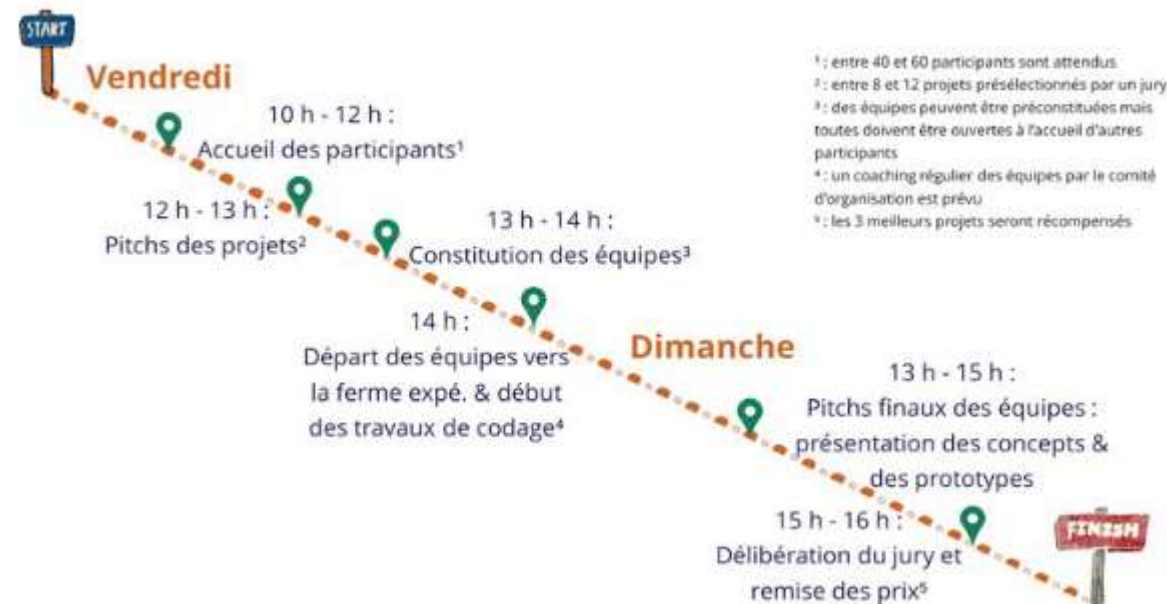 START
Vendredi
10 h - 12 h :
Accueil des participants¹
12 h - 13 h :
Pitchs des projets²
13 h - 14 h :
Constitution des équipes³
14 h :
Départ des équipes vers
la ferme expé. & début
des travaux de codage⁴
Dimanche
13 h - 15 h :
Pitchs finaux des équipes :
présentation des concepts &
des prototypes
15 h - 16 h :
Délibération du jury et
remise des prix⁵
FINISH
¹ : entre 40 et 60 participants sont attendus
² : entre 8 et 12 projets présélectionnés par un jury
³ : des équipes peuvent être préconstituées mais
toutes doivent être ouvertes à l'accueil d'autres
participants
⁴ : un coaching régulier des équipes par le comité
d'organisation est prévu
⁵ : les 3 meilleurs projets seront récompensés